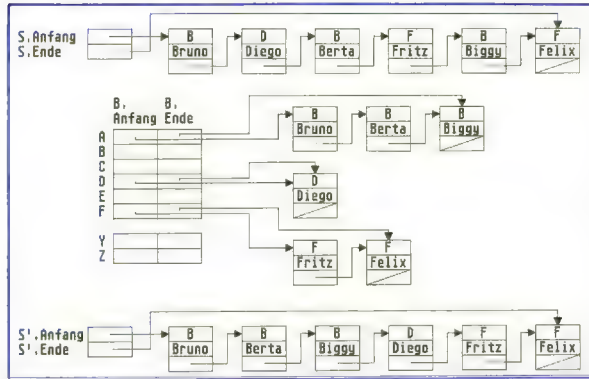 S.Anfang
B D B F B F
S.Ende
Bruno Diego Berta Fritz Biggy Felix
B. B.
Anfang Ende
A
B B B
B
Bruno Berta Biggy
C
D
D
Diego
E
F
F F
Fritz Felix
Y
Z
S'.Anfang
B B B D F F
S'.Ende
Bruno Berta Biggy Diego Fritz Felix